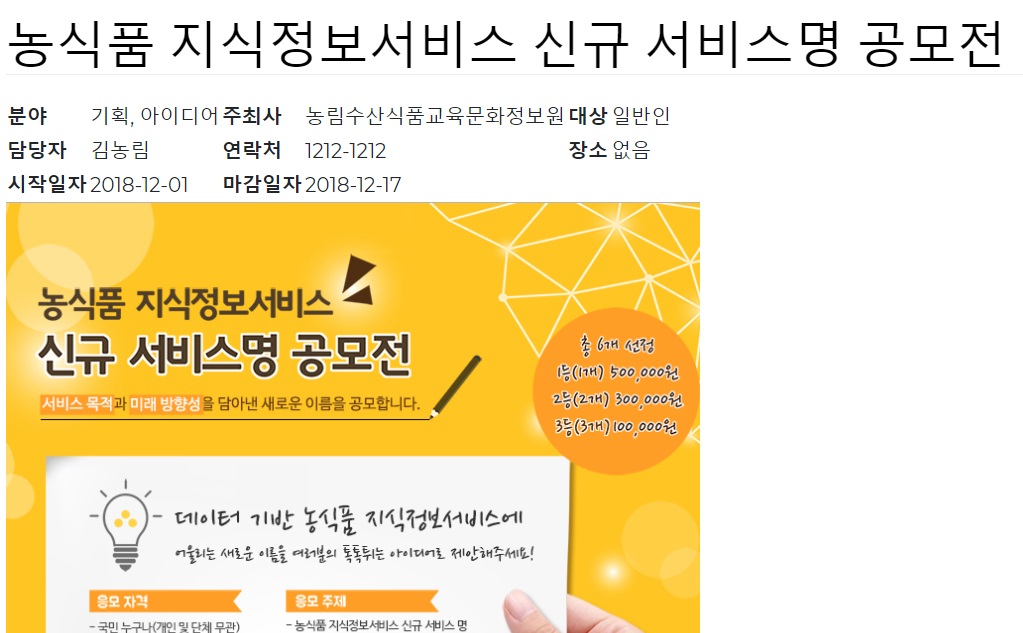 농식품 지식정보서비스 신규 서비스명 공모전
분야 기획, 아이디어 주최사 농림수산식품교육문화정보원 대상 일반인
담당자 김농림 연락처 1212-1212 장소 없음
시작일자 2018-12-01 마감일자 2018-12-17
농식품 지식정보서비스
신규 서비스명 공모전
서비스 목적과 미래 방향성을 담아낸 새로운 이름을 공모합니다.
총 6개 선정
1등(1개) 500,000원
2등(2개) 300,000원
3등(3개) 100,000원
데이터 기반 농식품 지식정보서비스에
어울리는 새로운 이름을 여러분의 톡톡튀는 아이디어로 제안해주세요!
응모 자격
- 국민 누구나(개인 및 단체 무관)
응모 주제
- 농식품 지식정보서비스 신규 서비스 명